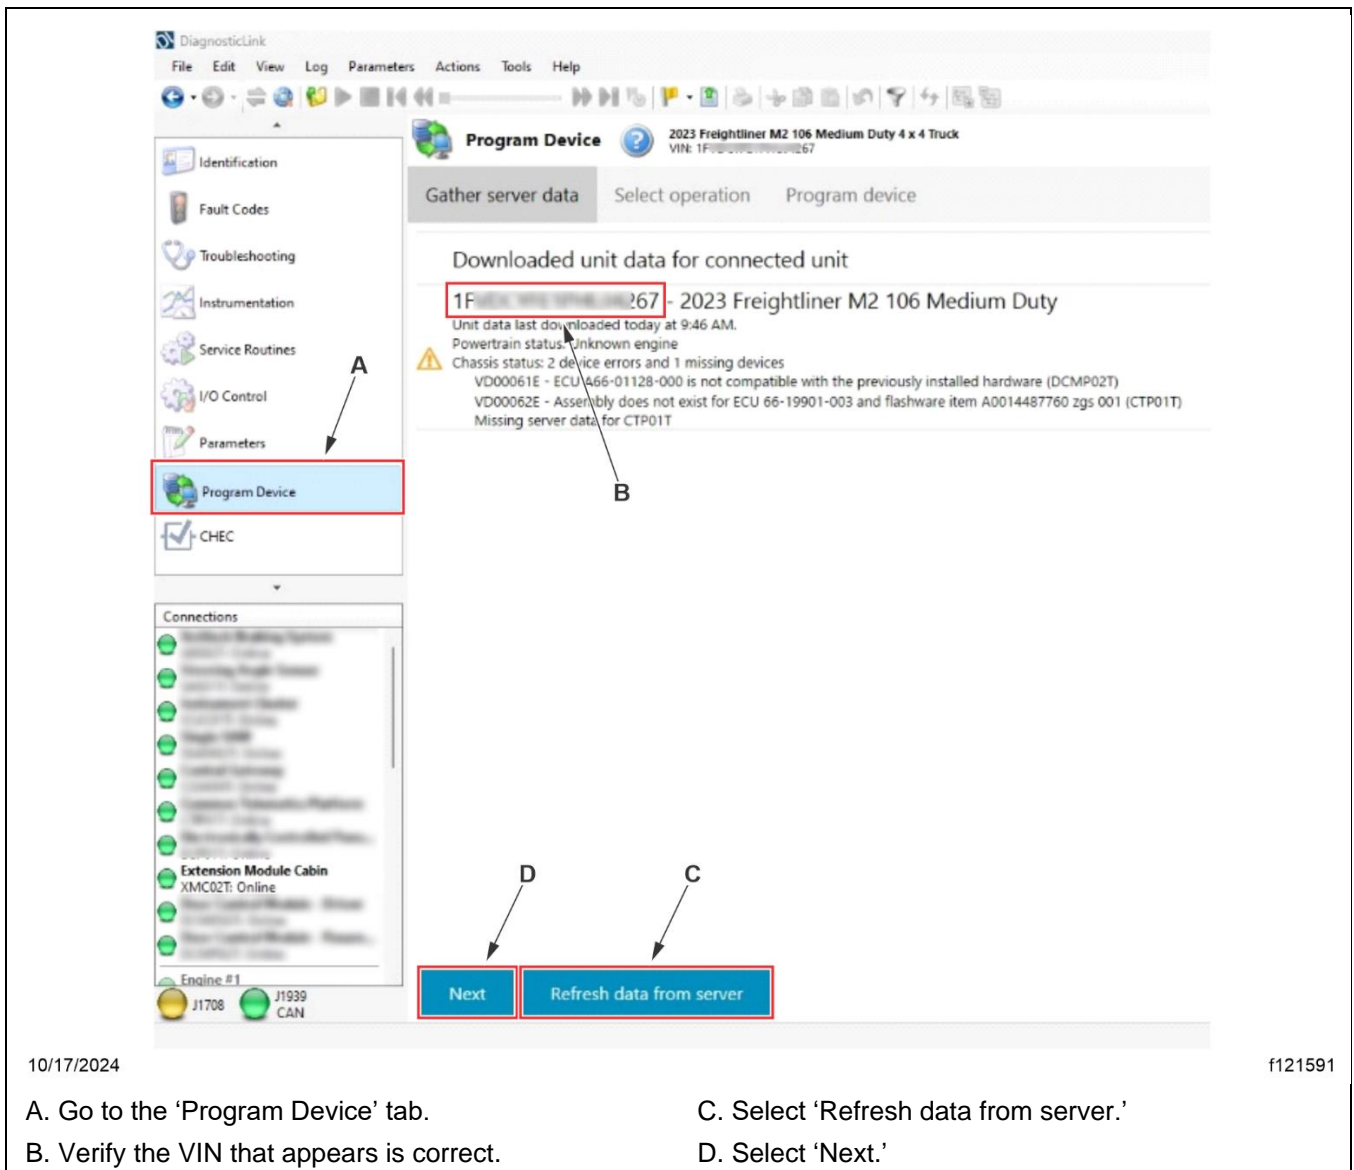 DiagnosticLink
File Edit View Log Parameters Actions Tools Help
Program Device
2023 Freightliner M2 106 Medium Duty 4 x 4 Truck
VIN: 1F 267
Identification
Fault Codes
Troubleshooting
Instrumentation
Service Routines
I/O Control
Parameters
Program Device
CHEC
Gather server data Select operation Program device
Downloaded unit data for connected unit
1F 267 - 2023 Freightliner M2 106 Medium Duty
Unit data last downloaded today at 9:46 AM.
Powertrain status: Unknown engine
Chassis status: 2 device errors and 1 missing devices
VD00061E - ECU A66-01128-000 is not compatible with the previously installed hardware (DCMP02T)
VD00062E - Assembly does not exist for ECU 66-19901-003 and flashware item A0014487760 zgs 001 (CTP01T)
Missing server data for CTP01T
A
B
Connections
Extension Module Cabin
XMC02T: Online
Engine #1
J1708
J1939
CAN
D
C
Next
Refresh data from server
10/17/2024
f121591
A. Go to the ‘Program Device’ tab.
B. Verify the VIN that appears is correct.
C. Select ‘Refresh data from server.’
D. Select ‘Next.’